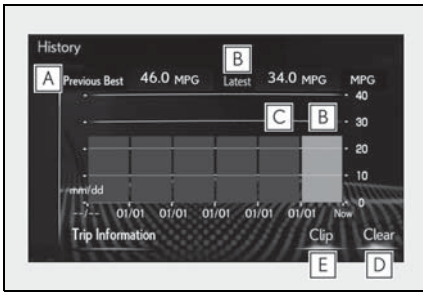 History
B
A Previous Best 46.0 MPG Latest 34.0 MPG MPG
40
C B 30
20
10
mm/dd
0
--/-- 01/01 01/01 01/01 01/01 01/01 Now
Trip Information Clip Clear
E D